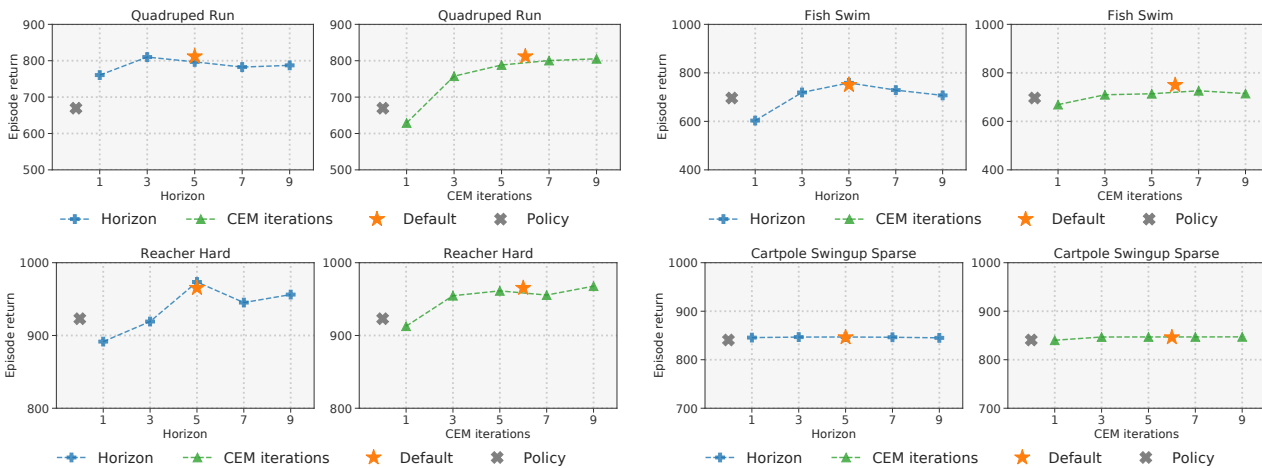 Quadruped Run
Episode return
900
800
700
600
500
1 3 5 7 9
Horizon
Quadruped Run
900
800
700
600
500
1 3 5 7 9
CEM iterations
Horizon CEM iterations Default Policy
Fish Swim
Episode return
1000
800
600
400
1 3 5 7 9
Horizon
Fish Swim
1000
800
600
400
1 3 5 7 9
CEM iterations
Horizon CEM iterations Default Policy
Reacher Hard
Episode return
1000
900
800
1 3 5 7 9
Horizon
Reacher Hard
1000
900
800
1 3 5 7 9
CEM iterations
Horizon CEM iterations Default Policy
Cartpole Swingup Sparse
Episode return
1000
900
800
700
1 3 5 7 9
Horizon
Cartpole Swingup Sparse
1000
900
800
700
1 3 5 7 9
CEM iterations
Horizon CEM iterations Default Policy